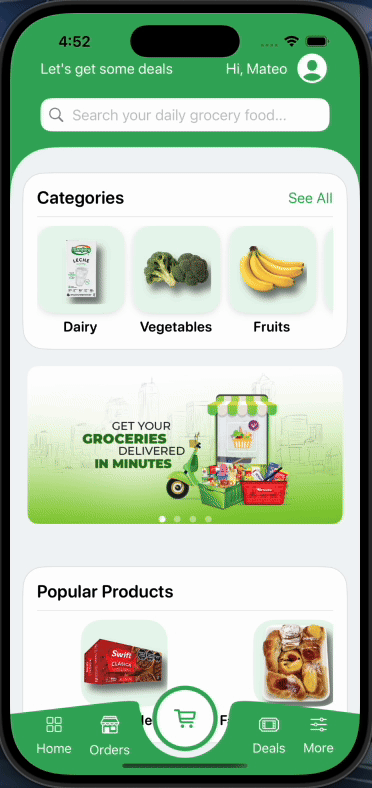 4:52
Let's get some deals
Hi, Mateo
Search your daily grocery food...
Categories
See All
LECHE
Dairy
Vegetables
Fruits
GET YOUR
GROCERIES
DELIVERED
IN MINUTES
Popular Products
Swift
CLÁSICA
Home
Orders
Deals
More